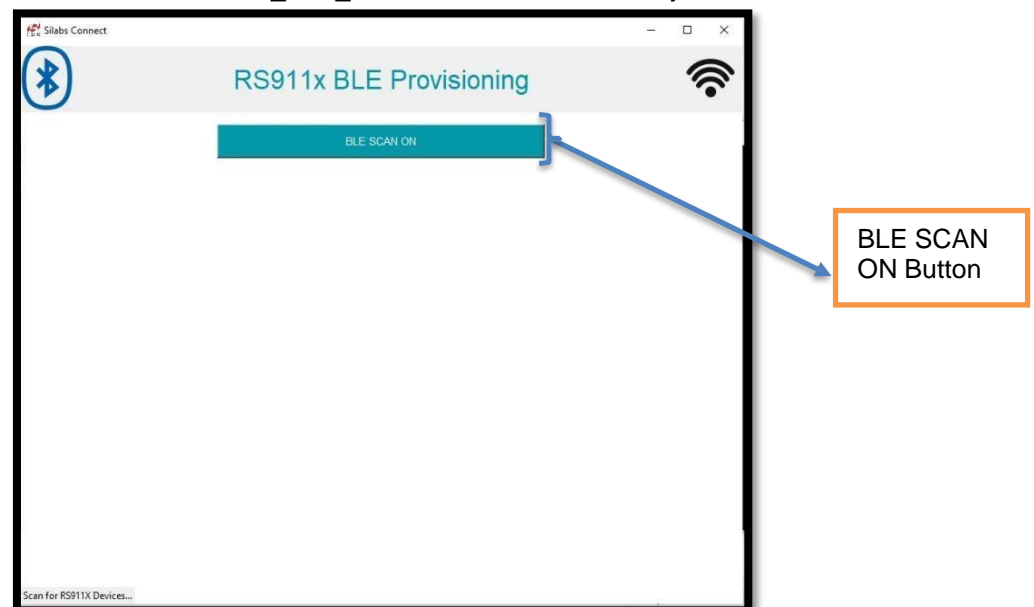 Silabs Connect
RS911x BLE Provisioning
BLE SCAN ON
BLE SCAN
ON Button
Scan for RS911X Devices...